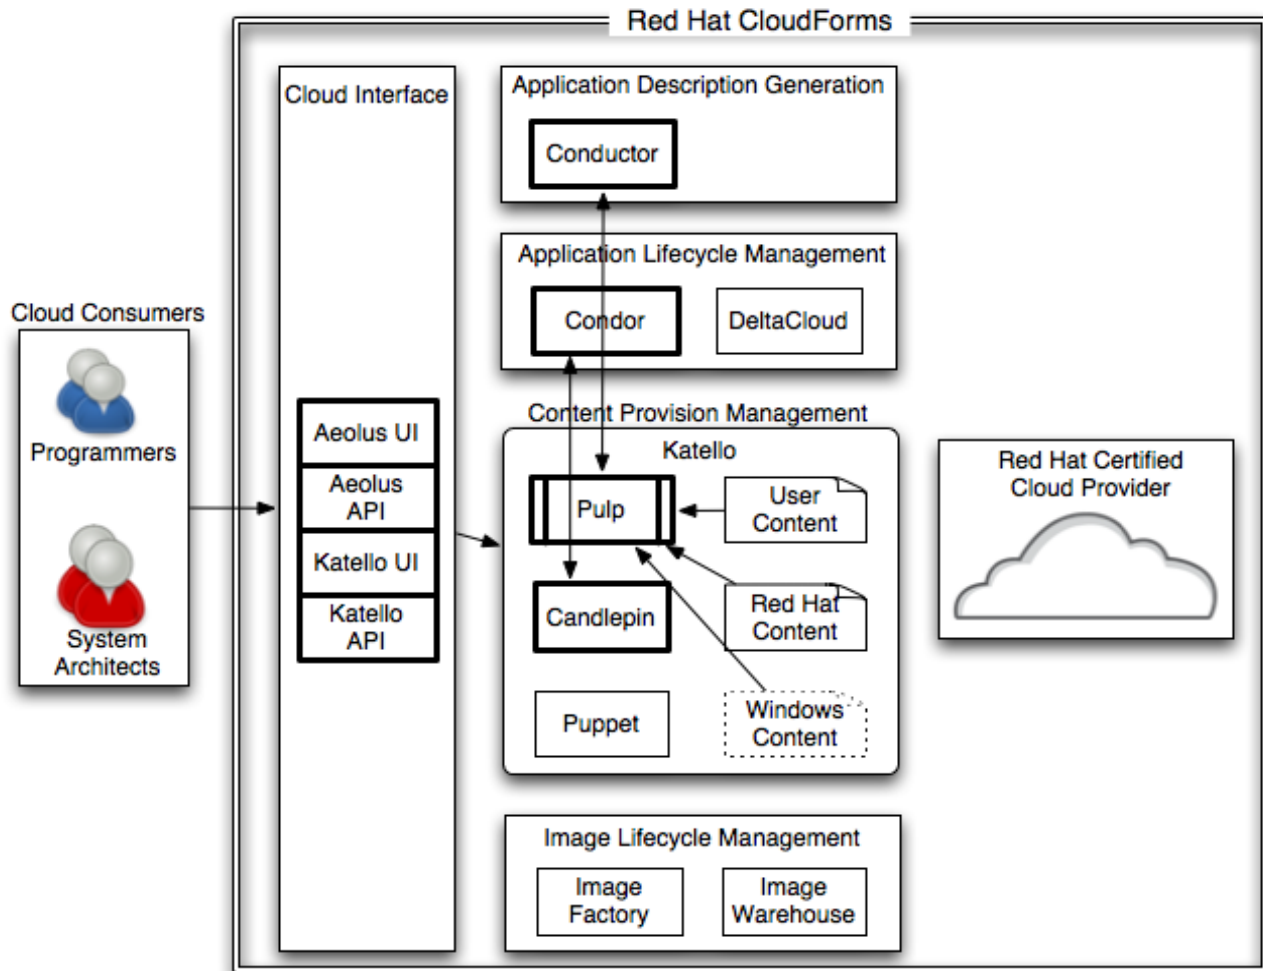 Red Hat CloudForms
Cloud Interface
Application Description Generation
Conductor
Application Lifecycle Management
Condor
DeltaCloud
Cloud Consumers
Programmers
System
Architects
Aeolus UI
Aeolus
API
Katello UI
Katello
API
Content Provision Management
Katello
Pulp
User
Content
Candlepin
Red Hat
Content
Puppet
Windows
Content
Red Hat Certified
Cloud Provider
Image Lifecycle Management
Image
Factory
Image
Warehouse